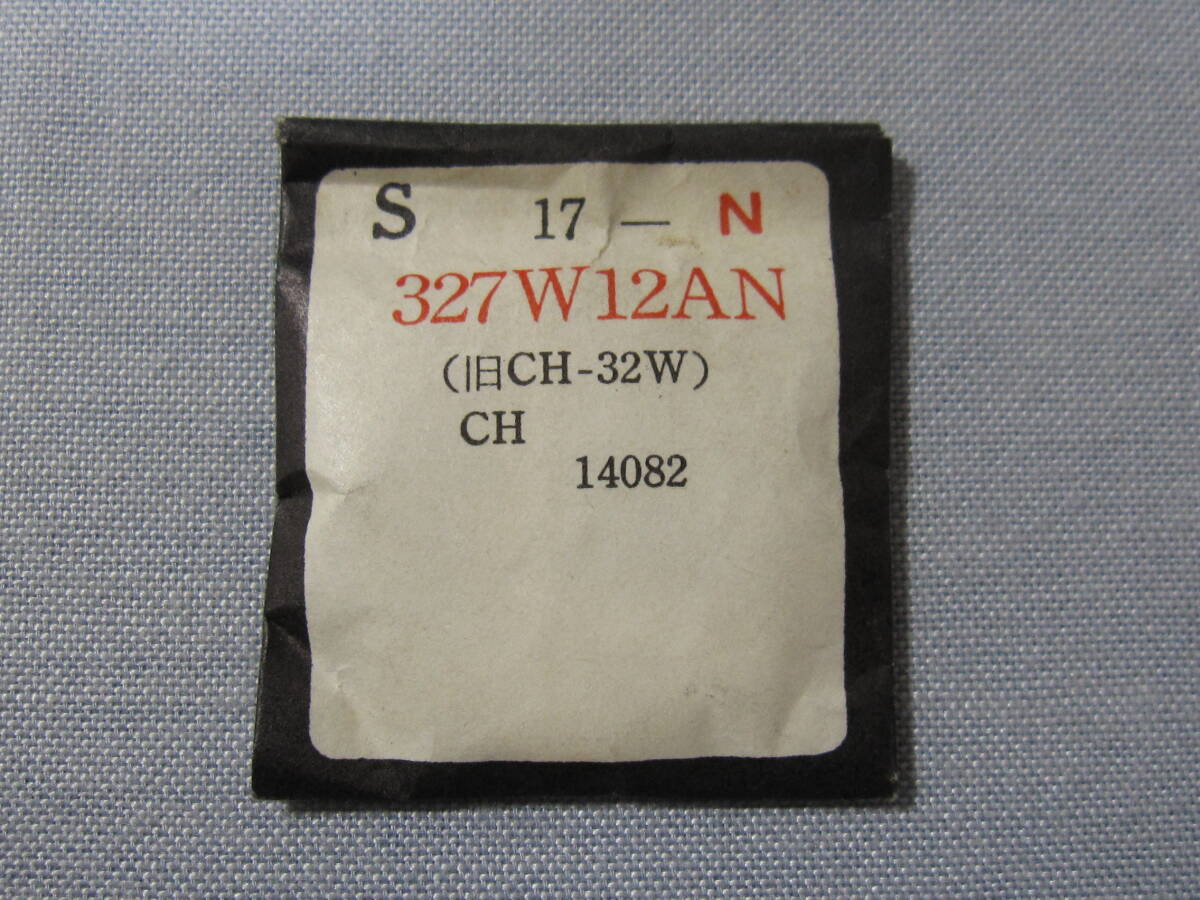 S 17 — N
327W12AN
(旧CH-32W)
CH
14082